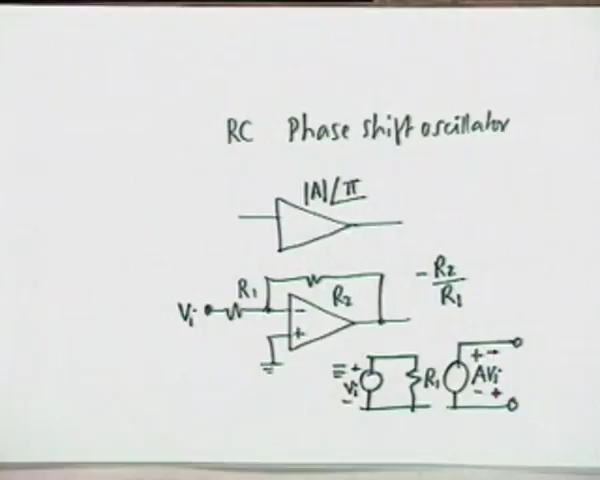 RC Phase shift oscillator
|A|∠π
R₁
R₂
Vᵢ
-
+
-R₂/R₁
+
Vᵢ
-
R₁
+ -
AVᵢ
- +